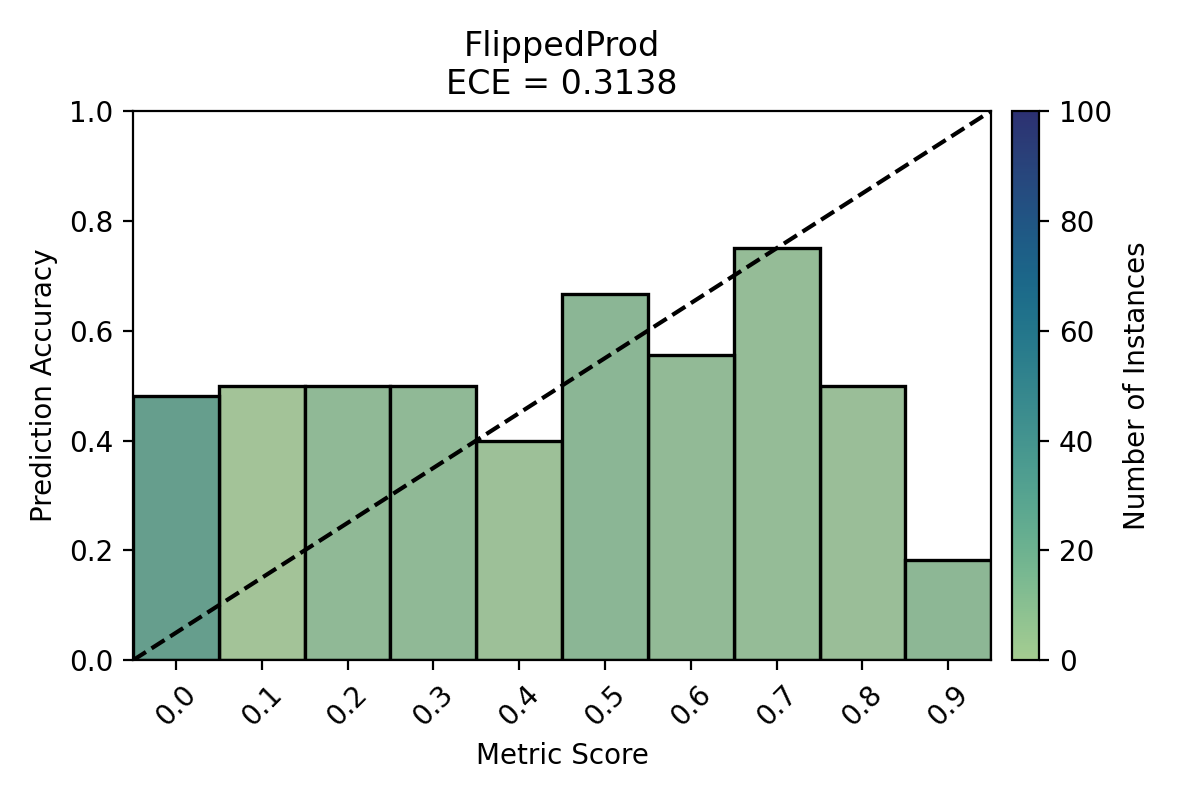 FlippedProd
ECE = 0.3138
Prediction Accuracy
1.0
0.8
0.6
0.4
0.2
0.0
0.0 0.1 0.2 0.3 0.4 0.5 0.6 0.7 0.8 0.9
Metric Score
100
80
60
40
20
0
Number of Instances